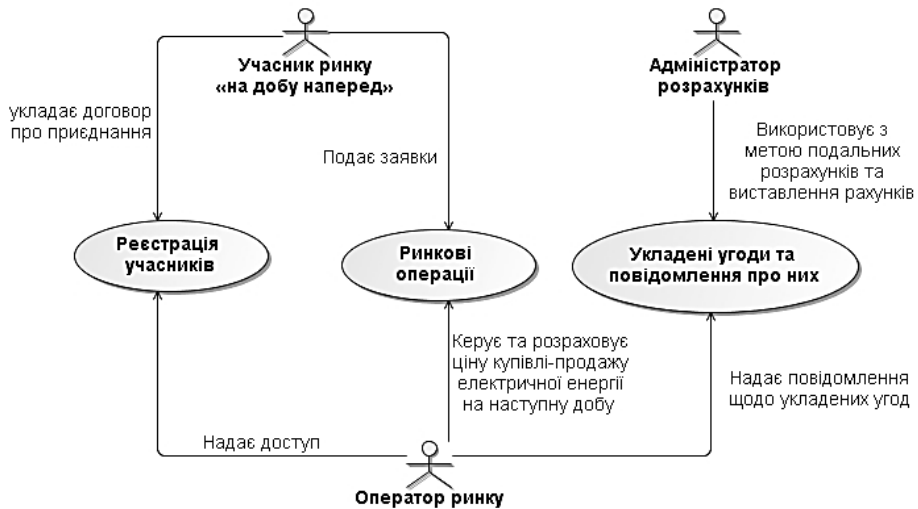 Учасник ринку
«на добу наперед»
Адміністратор
розрахунків
укладає договор
про приєднання
Подає заявки
Використовує з
метою подальних
розрахунків та
виставлення рахунків
Реєстрація
учасників
Ринкові
операції
Укладені угоди та
повідомлення про них
Керує та розраховує
ціну купівлі-продажу
електричної енергії
на наступну добу
Надає повідомлення
щодо укладених угод
Надає доступ
Оператор ринку